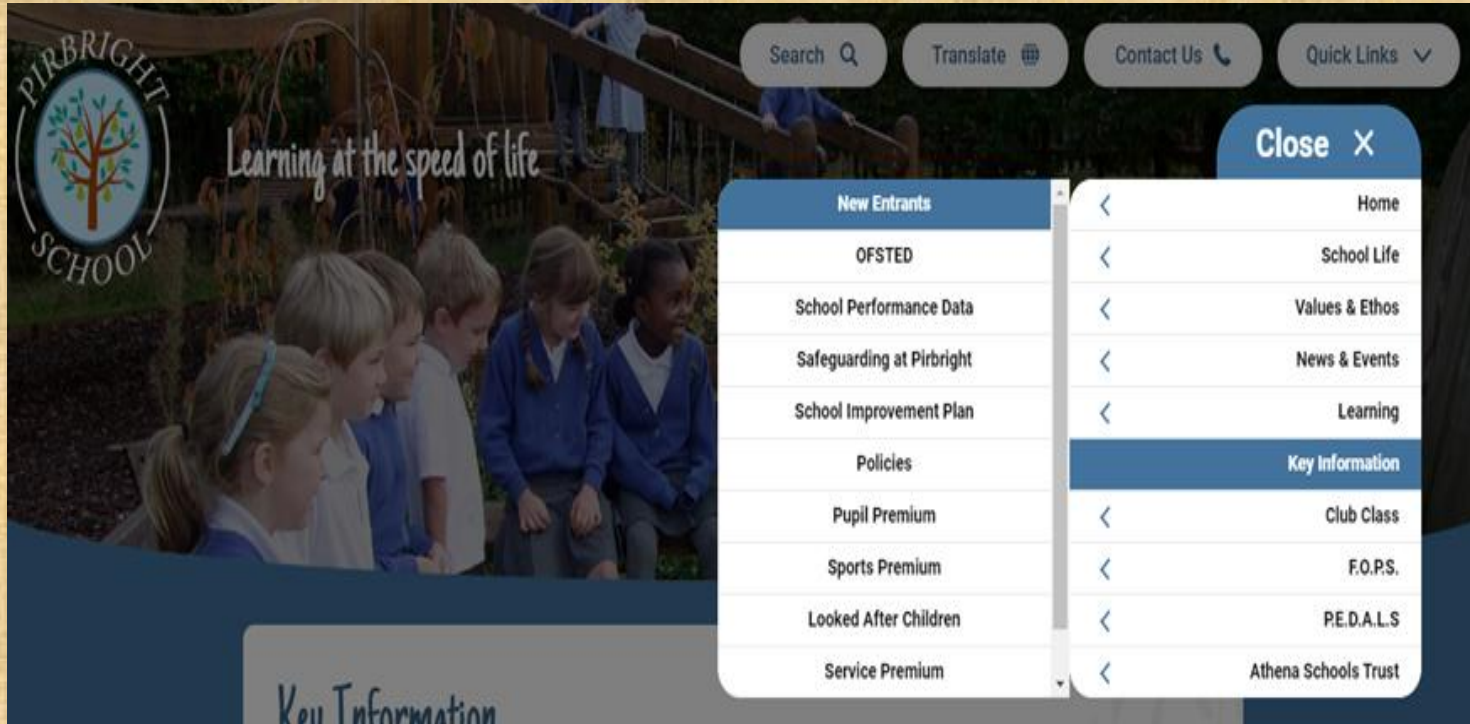 PIRBRIGHT
SCHOOL
Learning at the speed of life
Search
Translate
Contact Us
Quick Links
Close
New Entrants
OFSTED
School Performance Data
Safeguarding at Pirbright
School Improvement Plan
Policies
Pupil Premium
Sports Premium
Looked After Children
Service Premium
Home
School Life
Values & Ethos
News & Events
Learning
Key Information
Club Class
F.O.P.S.
P.E.D.A.L.S
Athena Schools Trust
Key Information